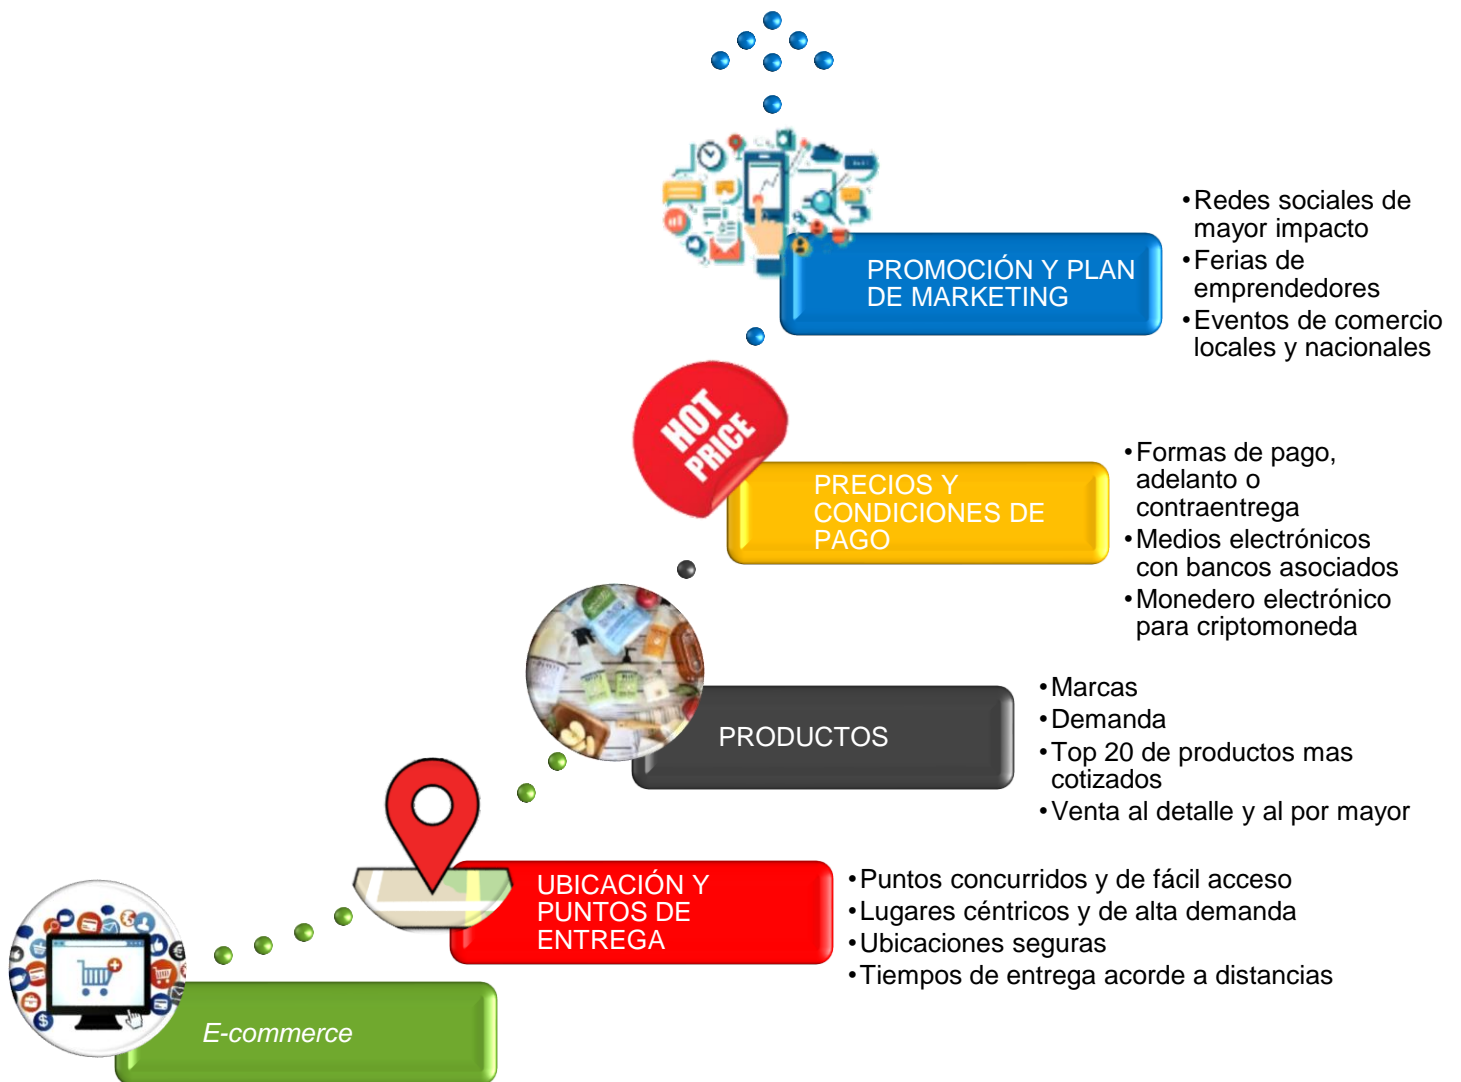 PROMOCIÓN Y PLAN
DE MARKETING
•Redes sociales de
mayor impacto
•Ferias de
emprendedores
•Eventos de comercio
locales y nacionales
HOT
PRICE
PRECIOS Y
CONDICIONES DE
PAGO
•Formas de pago,
adelanto o
contraentrega
•Medios electrónicos
con bancos asociados
•Monedero electrónico
para criptomoneda
PRODUCTOS
•Marcas
•Demanda
•Top 20 de productos mas
cotizados
•Venta al detalle y al por mayor
UBICACIÓN Y
PUNTOS DE
ENTREGA
•Puntos concurridos y de fácil acceso
•Lugares céntricos y de alta demanda
•Ubicaciones seguras
•Tiempos de entrega acorde a distancias
E-commerce